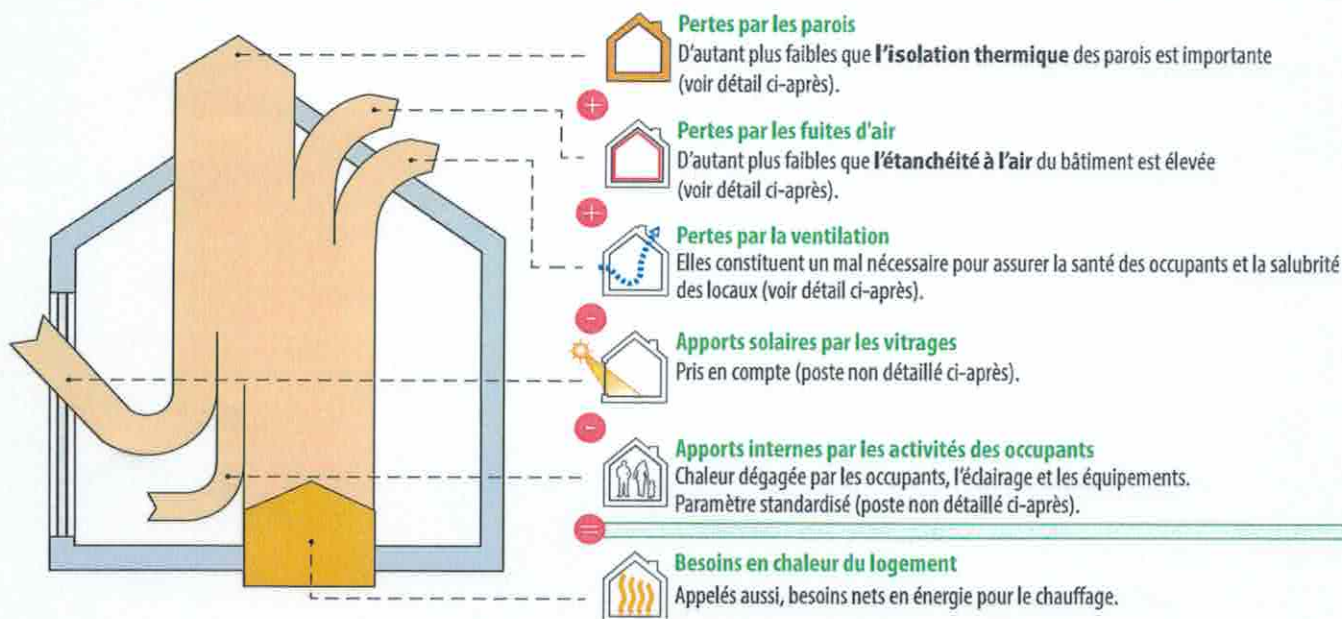 Pertes par les parois
D'autant plus faibles que l'isolation thermique des parois est importante
(voir détail ci-après).
+
Pertes par les fuites d'air
D'autant plus faibles que l'étanchéité à l'air du bâtiment est élevée
(voir détail ci-après).
+
Pertes par la ventilation
Elles constituent un mal nécessaire pour assurer la santé des occupants et la salubrité
des locaux (voir détail ci-après).
-
Apports solaires par les vitrages
Pris en compte (poste non détaillé ci-après).
-
Apports internes par les activités des occupants
Chaleur dégagée par les occupants, l'éclairage et les équipements.
Paramètre standardisé (poste non détaillé ci-après).
=
Besoins en chaleur du logement
Appelés aussi, besoins nets en énergie pour le chauffage.